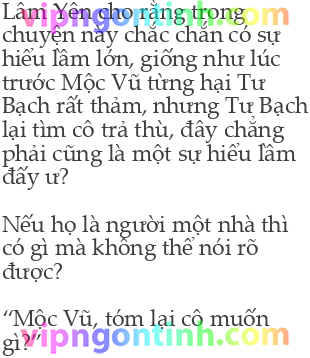 Lâm Yên cho rằng trong
vipngontinh.com
chuyện này chắc chắn có sự
hiểu lầm lớn, giống như lúc
trước Mộc Vũ từng hại Tư
Bạch rất thảm, nhưng Tư Bạch
lại tìm cô trả thù, đây chẳng
phải cũng là một sự hiểu lầm
đấy ư?
Nếu họ là người một nhà thì
có gì mà không thể nói rõ
được?
“Mộc Vũ, tóm lại cô muốn
vipngontinh.com
gì?”